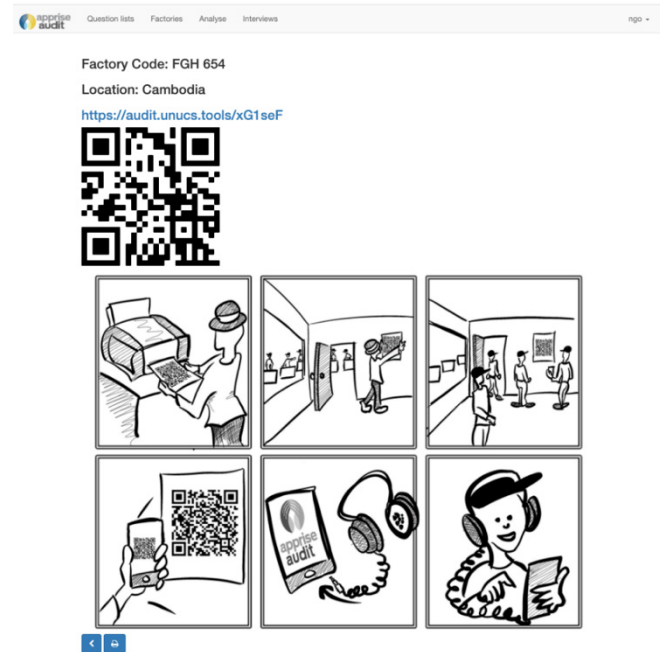 apprise
audit
Question lists Factories Analyse Interviews ngo
Factory Code: FGH 654
Location: Cambodia
https://audit.unucs.tools/xG1seF
apprise
audit